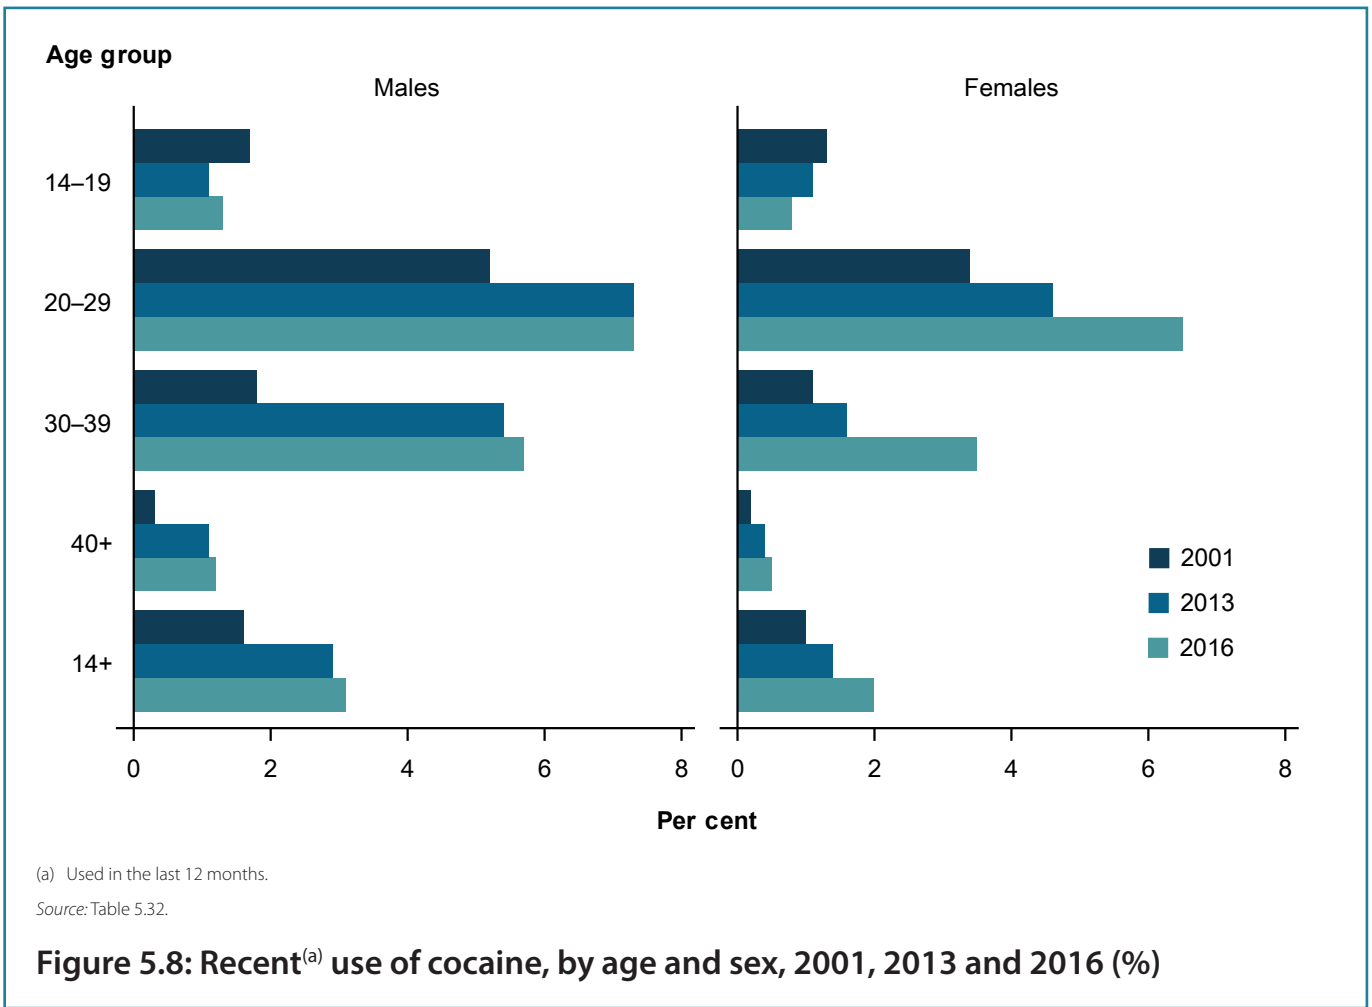 Age group
Males
Females
14–19
20–29
30–39
40+
14+
2001
2013
2016
0 2 4 6 8 0 2 4 6 8
Per cent
(a) Used in the last 12 months.
Source: Table 5.32.
Figure 5.8: Recent(a) use of cocaine, by age and sex, 2001, 2013 and 2016 (%)